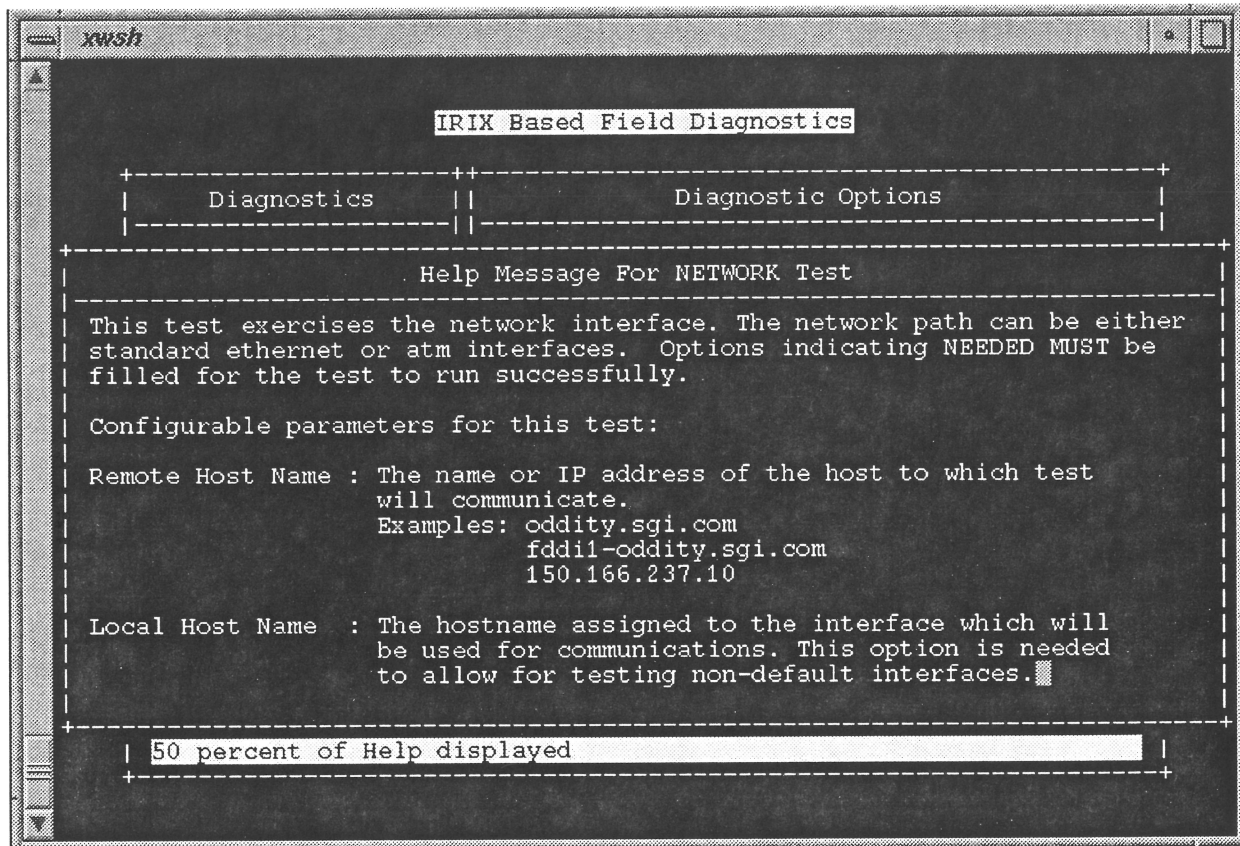 xwsh
IRIX Based Field Diagnostics
Diagnostics
Diagnostic Options
Help Message For NETWORK Test
This test exercises the network interface. The network path can be either
standard ethernet or atm interfaces.  Options indicating NEEDED MUST be
filled for the test to run successfully.
Configurable parameters for this test:
Remote Host Name : The name or IP address of the host to which test
will communicate.
Examples: oddity.sgi.com
fddi1-oddity.sgi.com
150.166.237.10
Local Host Name  : The hostname assigned to the interface which will
be used for communications. This option is needed
to allow for testing non-default interfaces.
50 percent of Help displayed